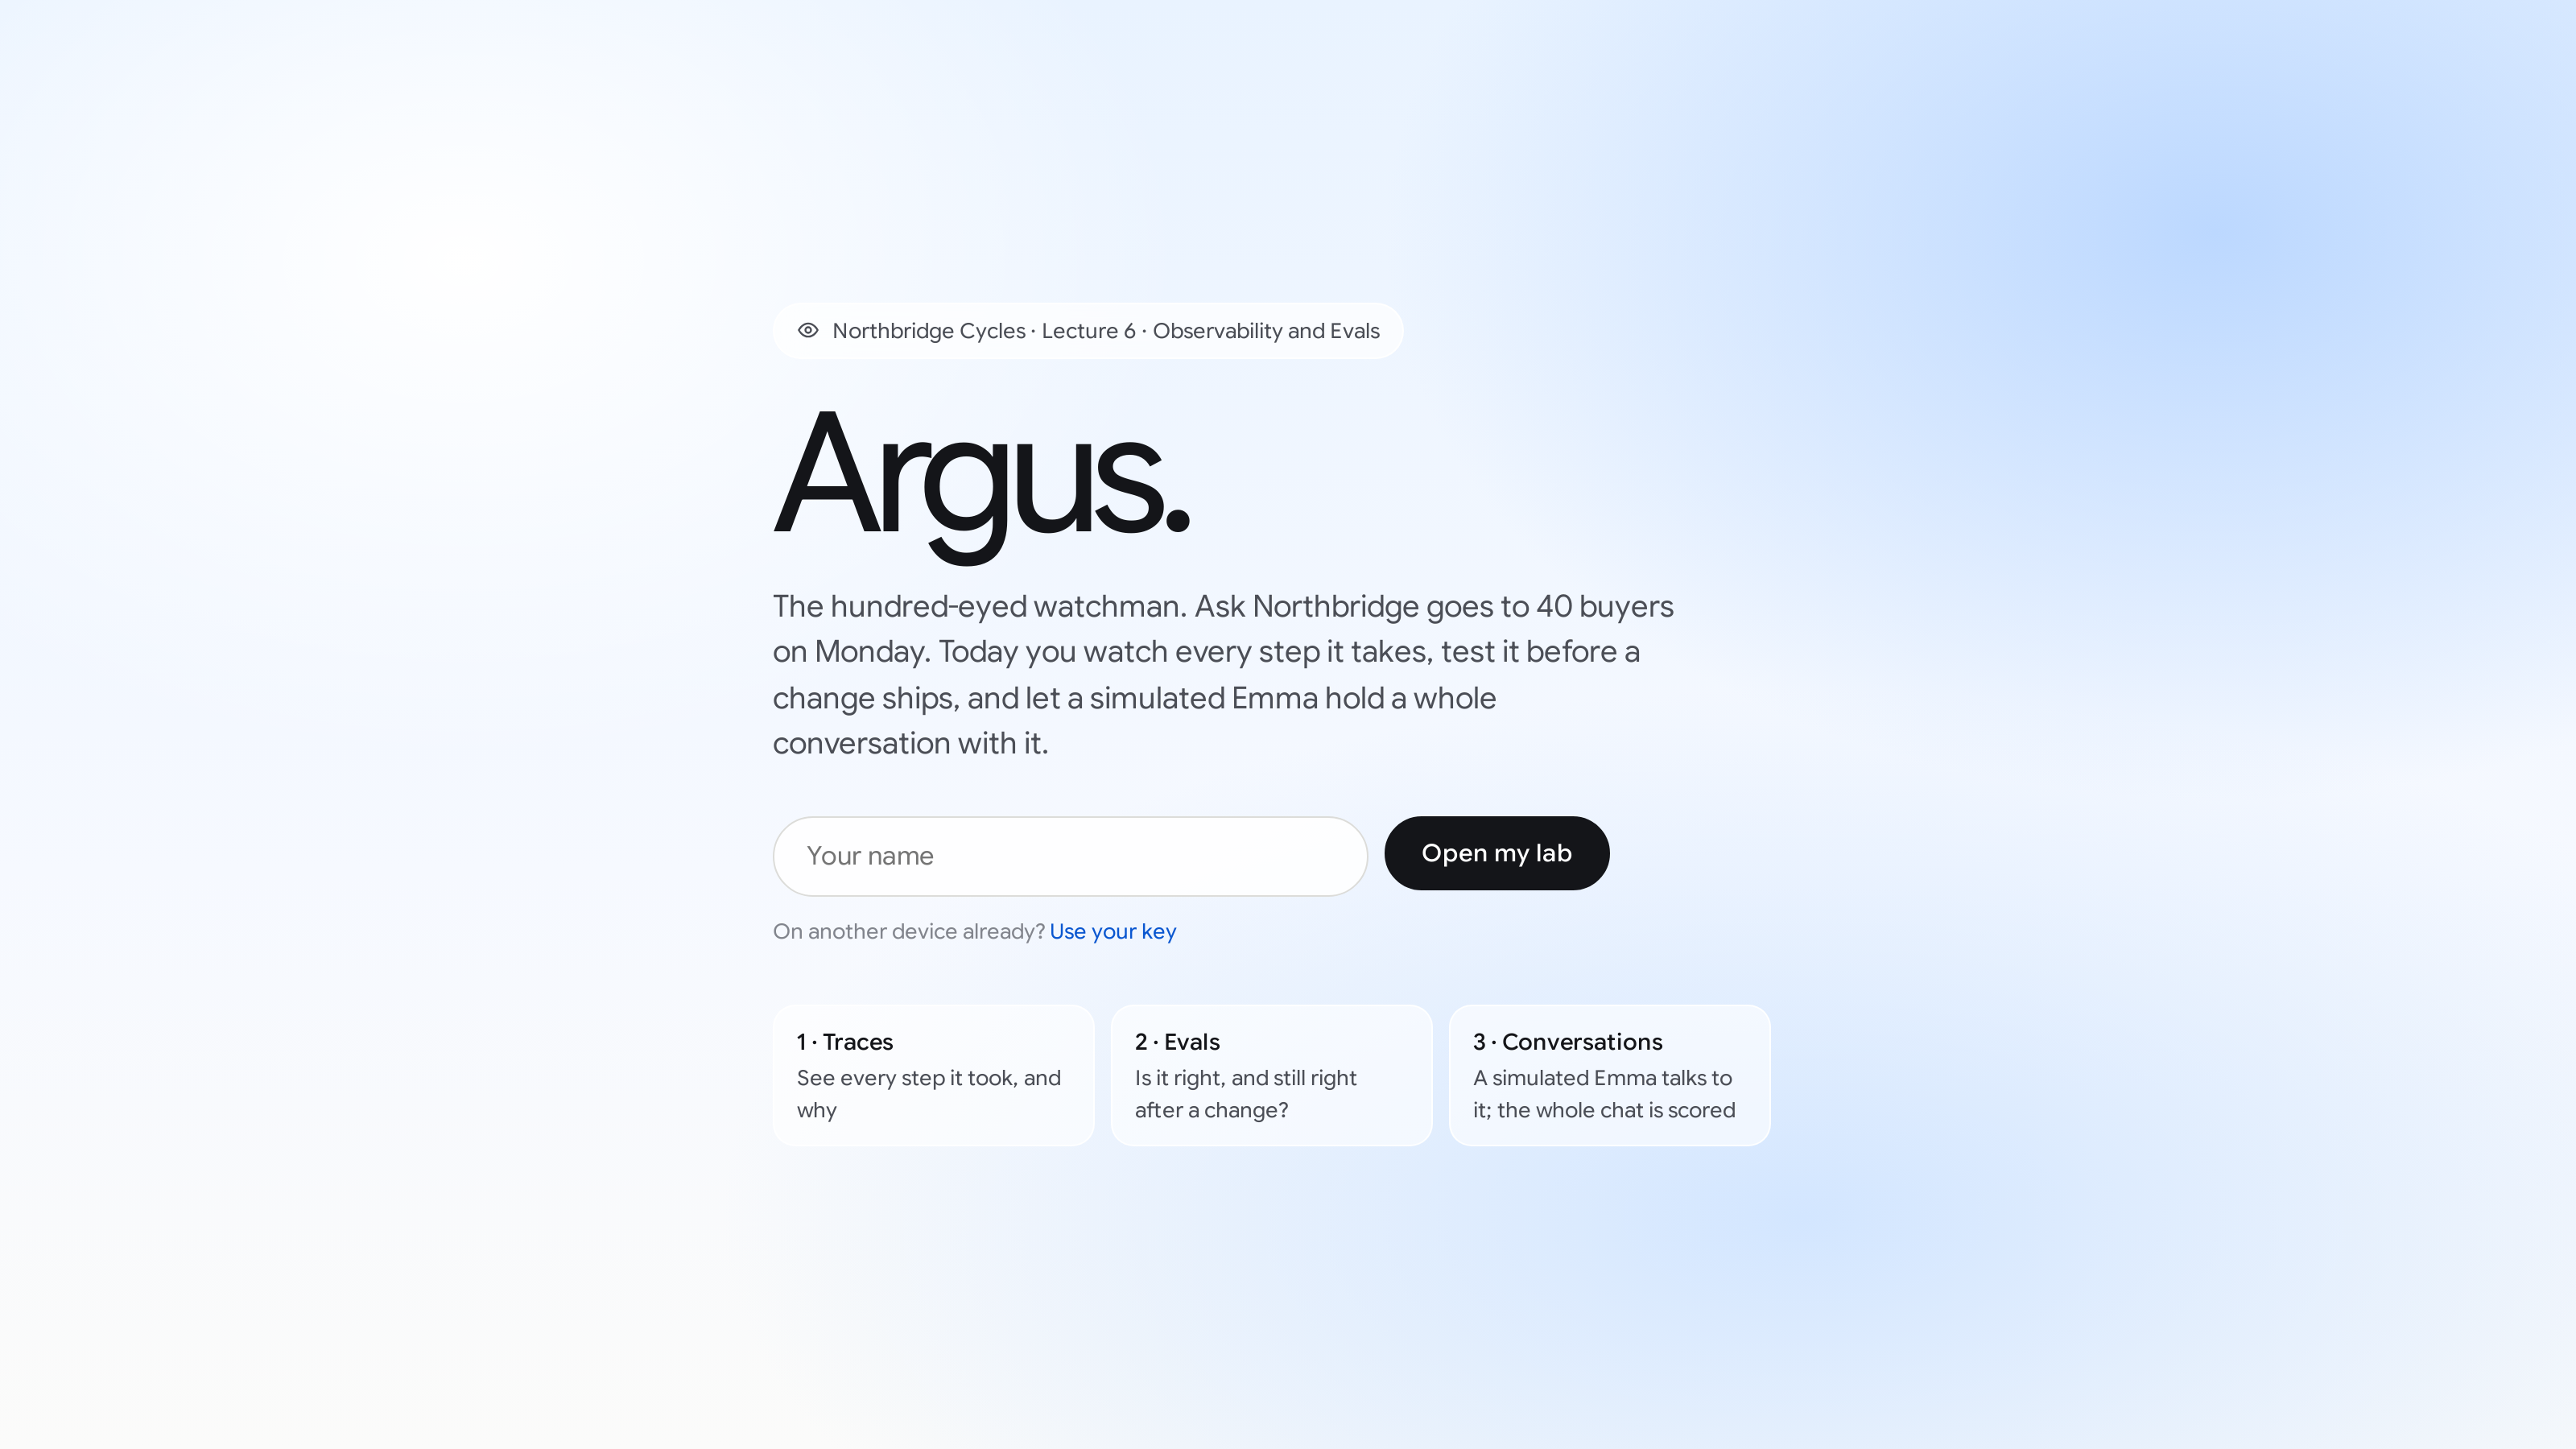 Northbridge Cycles · Lecture 6 · Observability and Evals
Argus.
The hundred-eyed watchman. Ask Northbridge goes to 40 buyers
on Monday. Today you watch every step it takes, test it before a
change ships, and let a simulated Emma hold a whole
conversation with it.
Your name
Open my lab
On another device already? Use your key
1 · Traces
See every step it took, and
why
2 · Evals
Is it right, and still right
after a change?
3 · Conversations
A simulated Emma talks to
it; the whole chat is scored